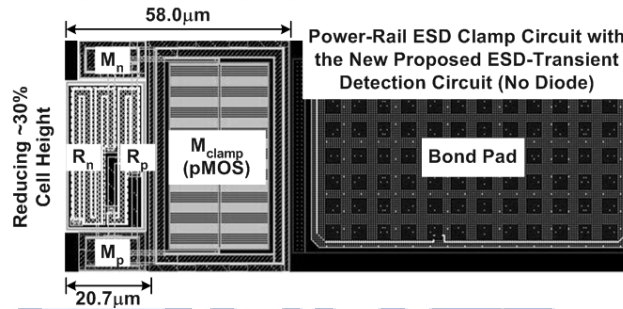 58.0μm
Power-Rail ESD Clamp Circuit with
the New Proposed ESD-Transient
Detection Circuit (No Diode)
Mn
Reducing ~30%
Cell Height
Rn
Rp
Mclamp
(pMOS)
Bond Pad
Mp
20.7μm